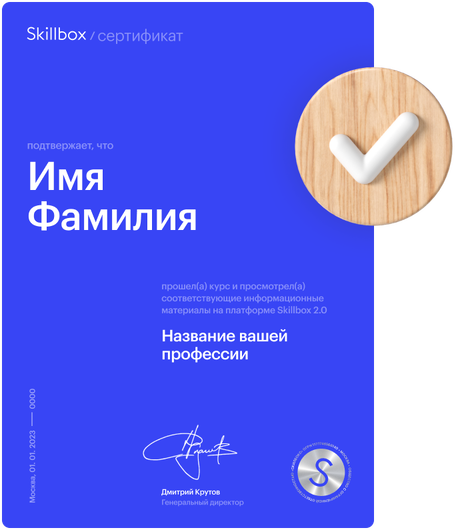 Skillbox / сертификат
подтвержает, что
Имя
Фамилия
прошел(а) курс и просмотрел(а)
соответствующие информационные
материалы на платформе Skillbox 2.0
Название вашей
профессии
Москва, 01. 01. 2023 — 0000
Дмитрий Крутов
Генеральный директор